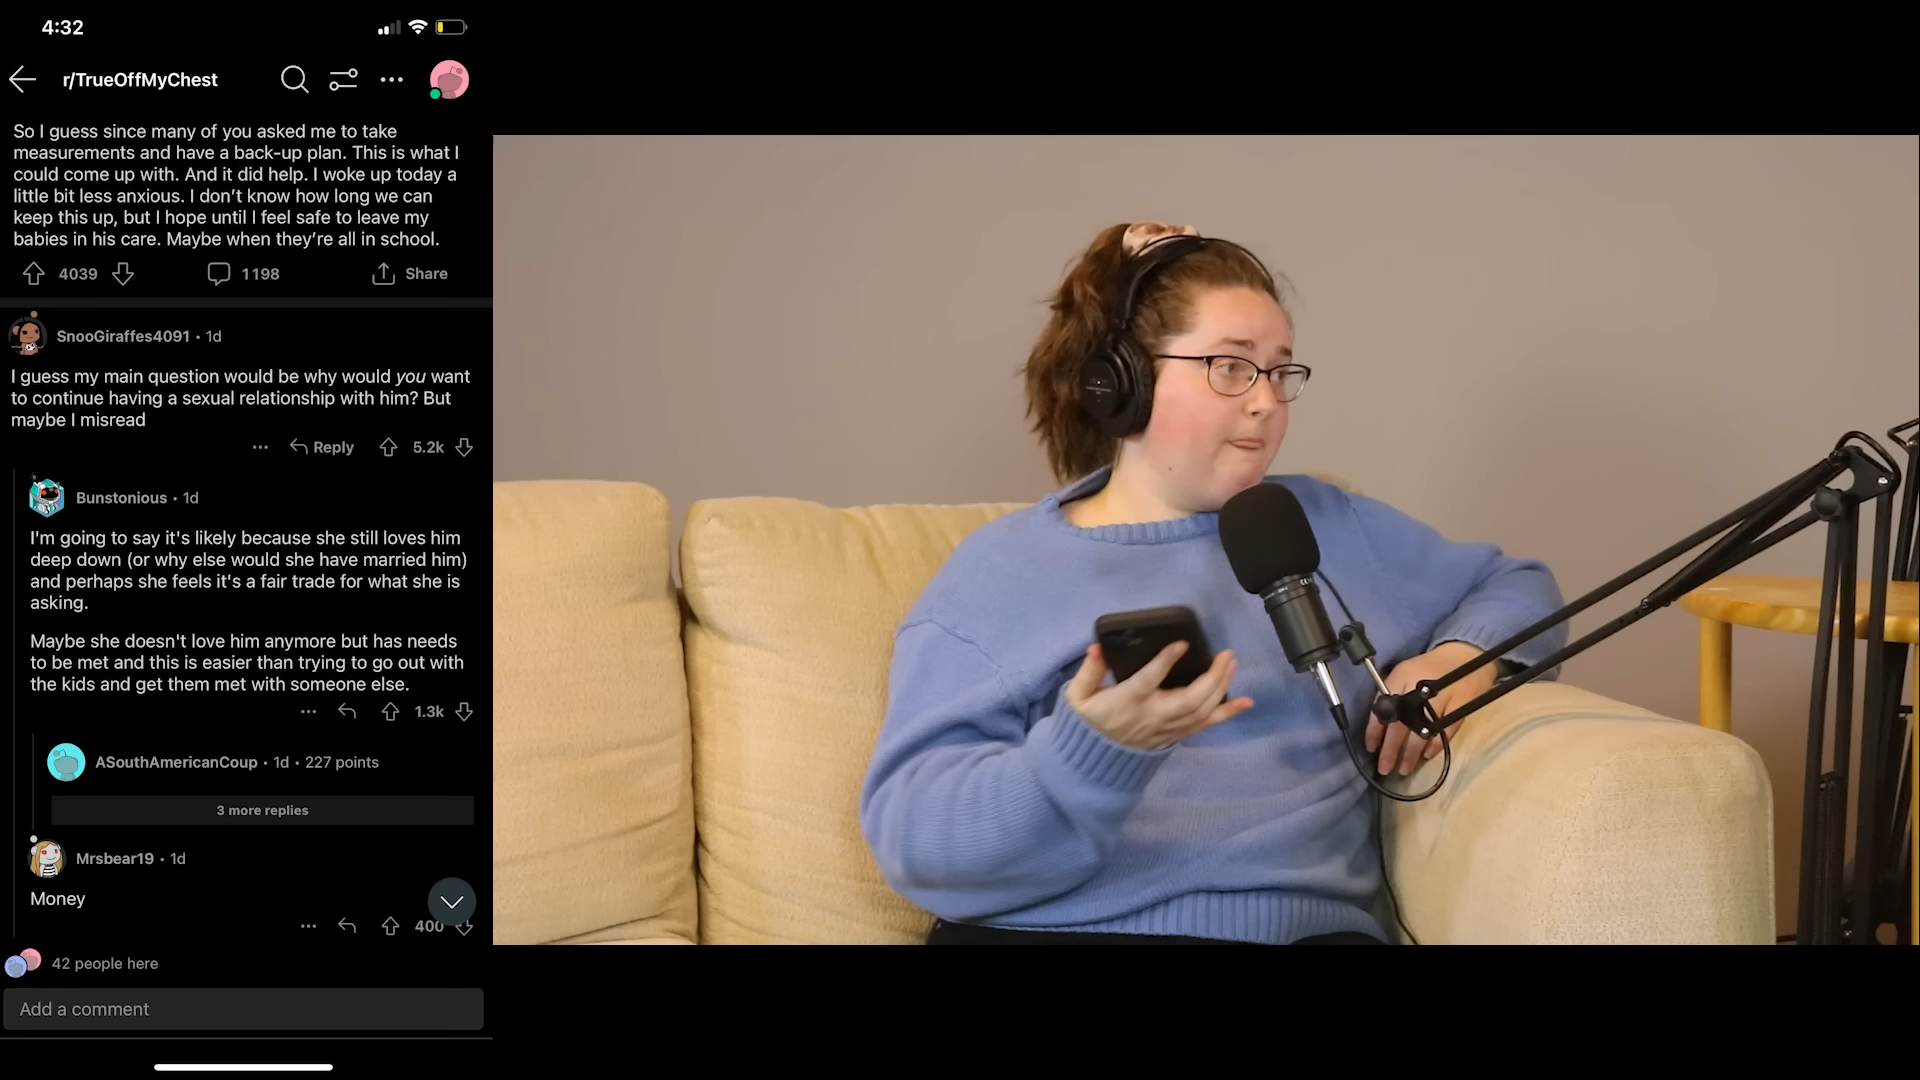 4:32
r/TrueOffMyChest
So I guess since many of you asked me to take
measurements and have a back-up plan. This is what I
could come up with. And it did help. I woke up today a
little bit less anxious. I don’t know how long we can
keep this up, but I hope until I feel safe to leave my
babies in his care. Maybe when they’re all in school.
4039
1198
Share
SnooGiraffes4091 • 1d
I guess my main question would be why would you want
to continue having a sexual relationship with him? But
maybe I misread
Reply
5.2k
Bunstonious • 1d
I'm going to say it's likely because she still loves him
deep down (or why else would she have married him)
and perhaps she feels it's a fair trade for what she is
asking.
Maybe she doesn't love him anymore but has needs
to be met and this is easier than trying to go out with
the kids and get them met with someone else.
1.3k
ASouthAmericanCoup • 1d • 227 points
3 more replies
Mrsbear19 • 1d
Money
400
42 people here
Add a comment